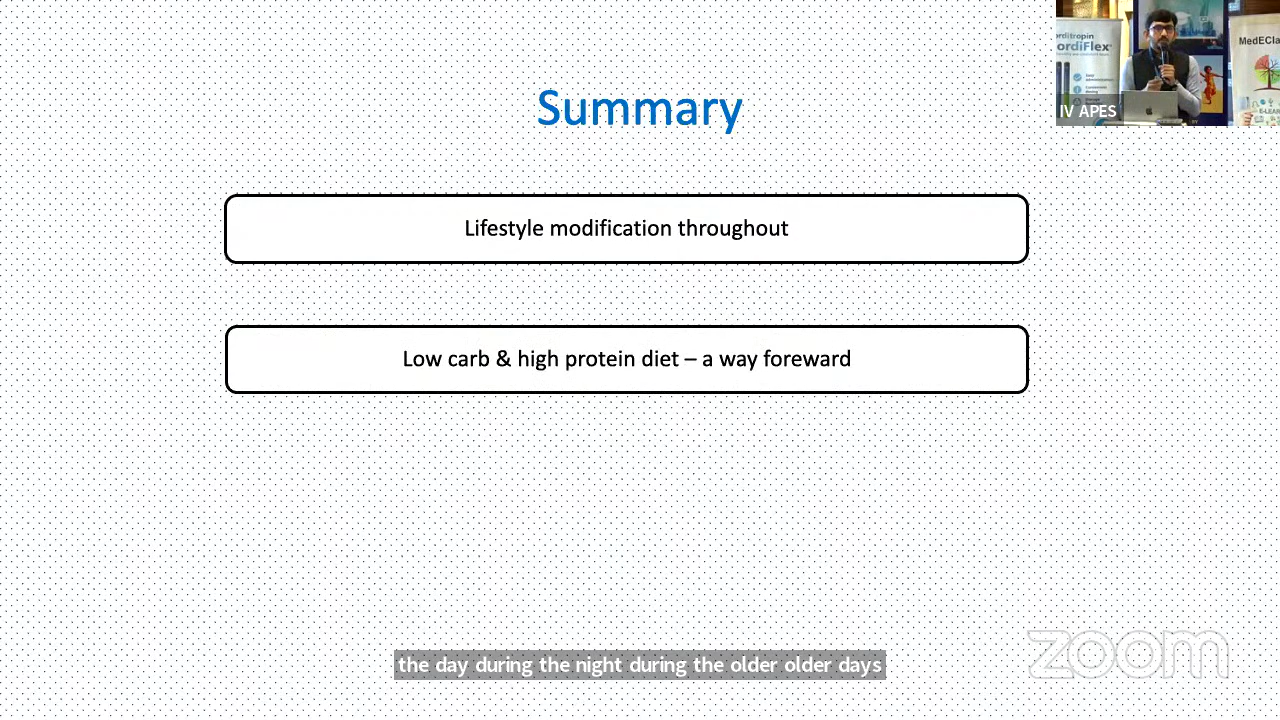 Summary
Lifestyle modification throughout
Low carb & high protein diet – a way foreward
the day during the night during the older older days
zoom
IV APES
orditropin
ordiFlex®
MedECla